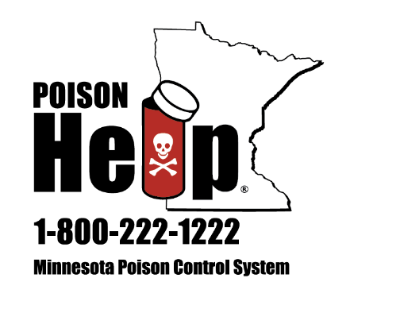 POISON
Help®
1-800-222-1222
Minnesota Poison Control System